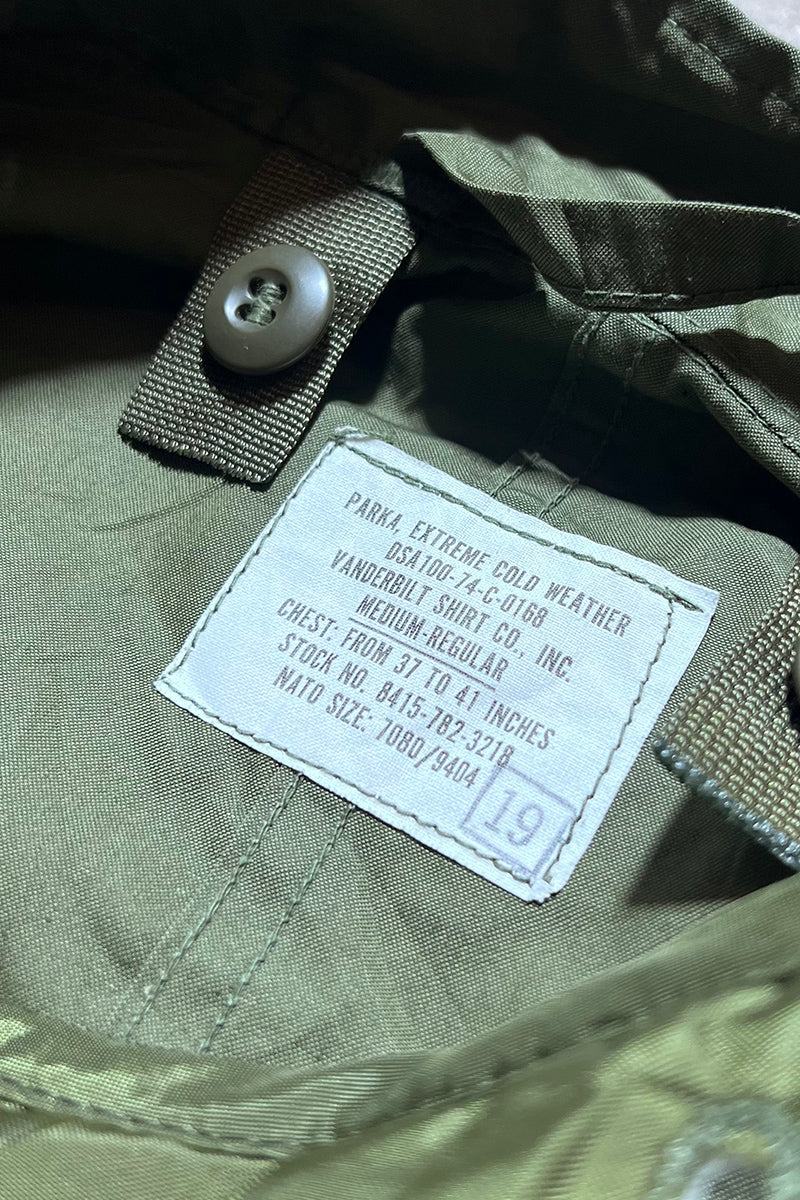 PARKA, EXTREME COLD WEATHER
DSA100-74-C-0168
VANDERBILT SHIRT CO., INC.
MEDIUM-REGULAR
CHEST: FROM 37 TO 41 INCHES
STOCK NO. 8415-782-3218
NATO SIZE: 7080/9404
19